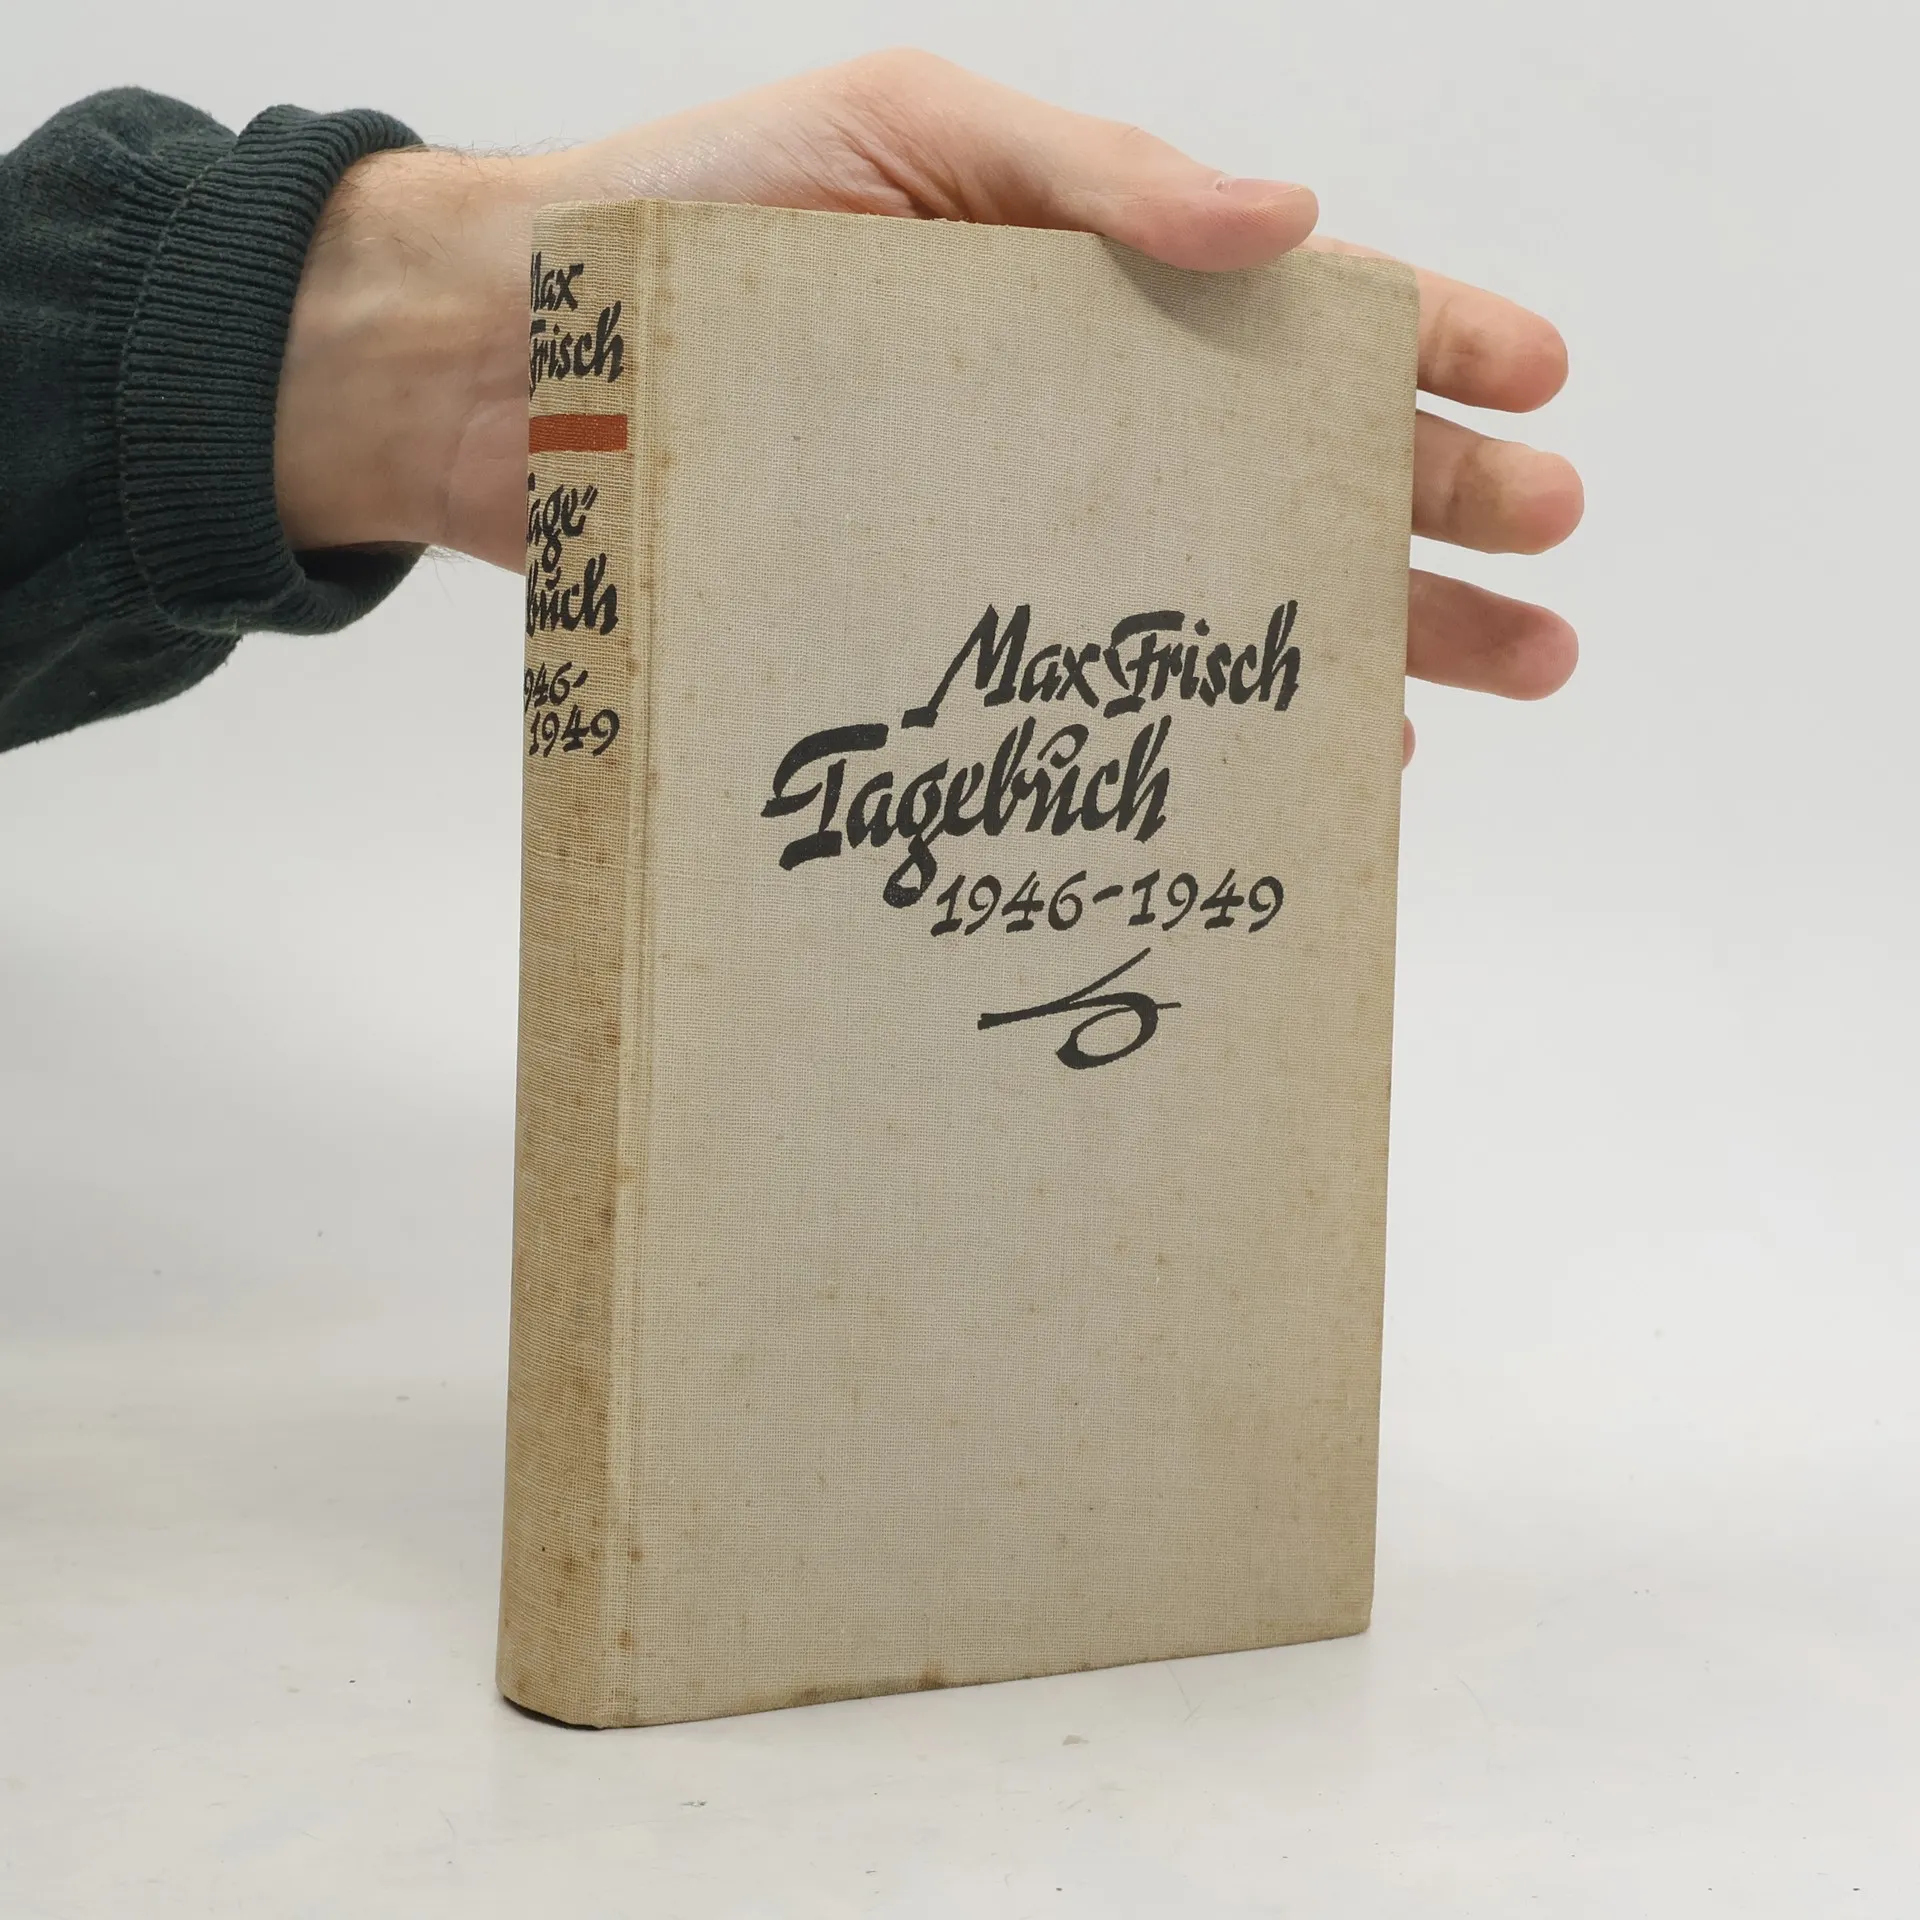 Max
Frisch
Tage-
buch
1946-
1949
Max Frisch
Tagebuch
1946-1949